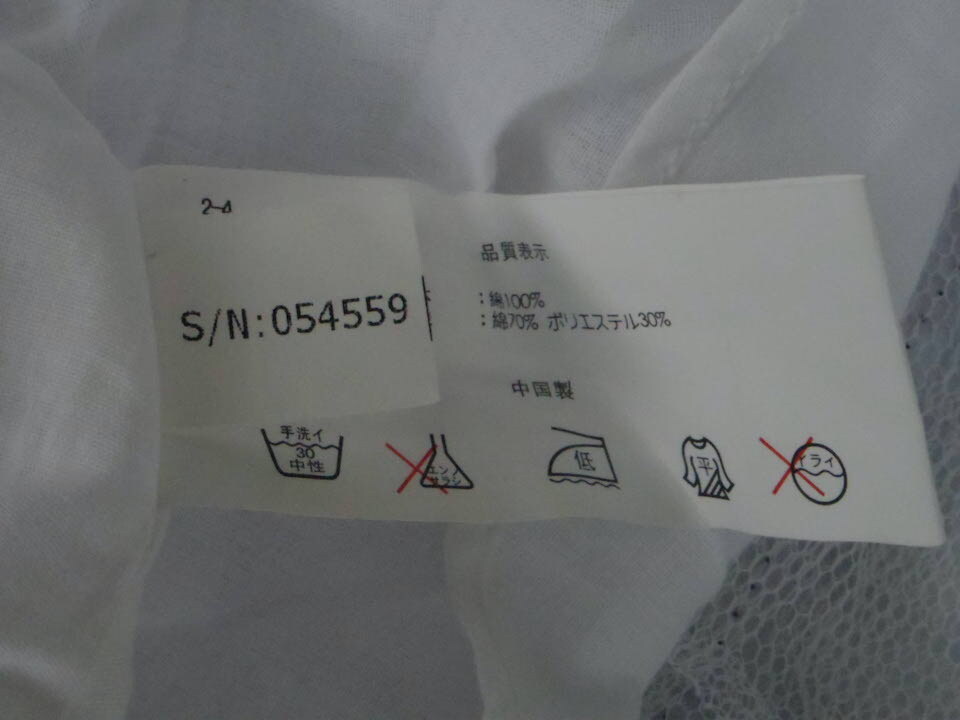 2-4
S/N:054559
品質表示
:綿100%
:綿70% ポリエステル30%
中国製
手洗イ
30
中性
エンソ
サラシ
低
平
ドライ